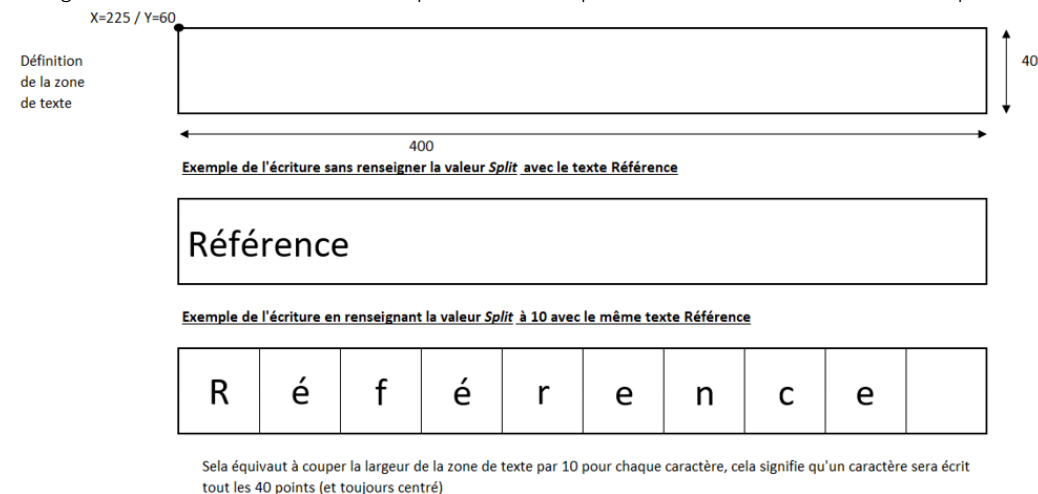 X=225 / Y=60
Définition
de la zone
de texte
40
400
Exemple de l'écriture sans renseigner la valeur Split avec le texte Référence
Référence
Exemple de l'écriture en renseignant la valeur Split à 10 avec le même texte Référence
R é f é r e n c e
Sela équivaut à couper la largeur de la zone de texte par 10 pour chaque caractère, cela signifie qu'un caractère sera écrit
tout les 40 points (et toujours centré)